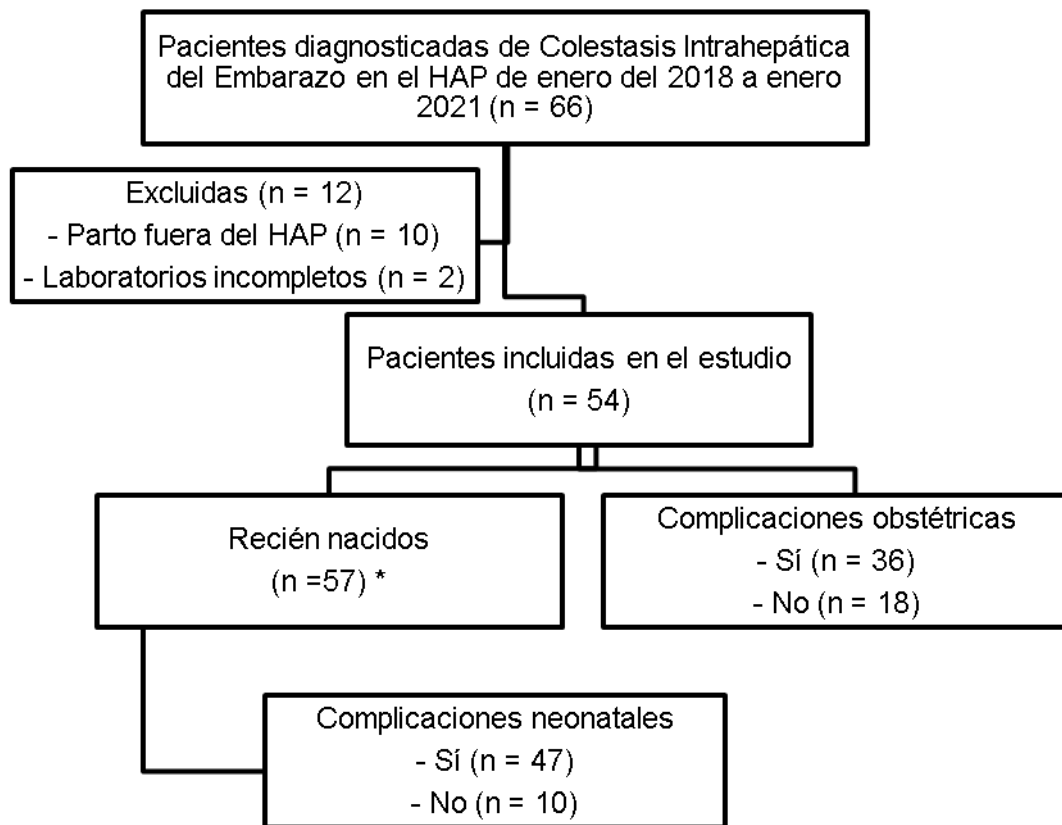 Pacientes diagnosticadas de Colestasis Intrahepática
del Embarazo en el HAP de enero del 2018 a enero
2021 (n = 66)
Excluidas (n = 12)
- Parto fuera del HAP (n = 10)
- Laboratorios incompletos (n = 2)
Pacientes incluidas en el estudio
(n = 54)
Recién nacidos
(n =57) *
Complicaciones obstétricas
- Sí (n = 36)
- No (n = 18)
Complicaciones neonatales
- Sí (n = 47)
- No (n = 10)